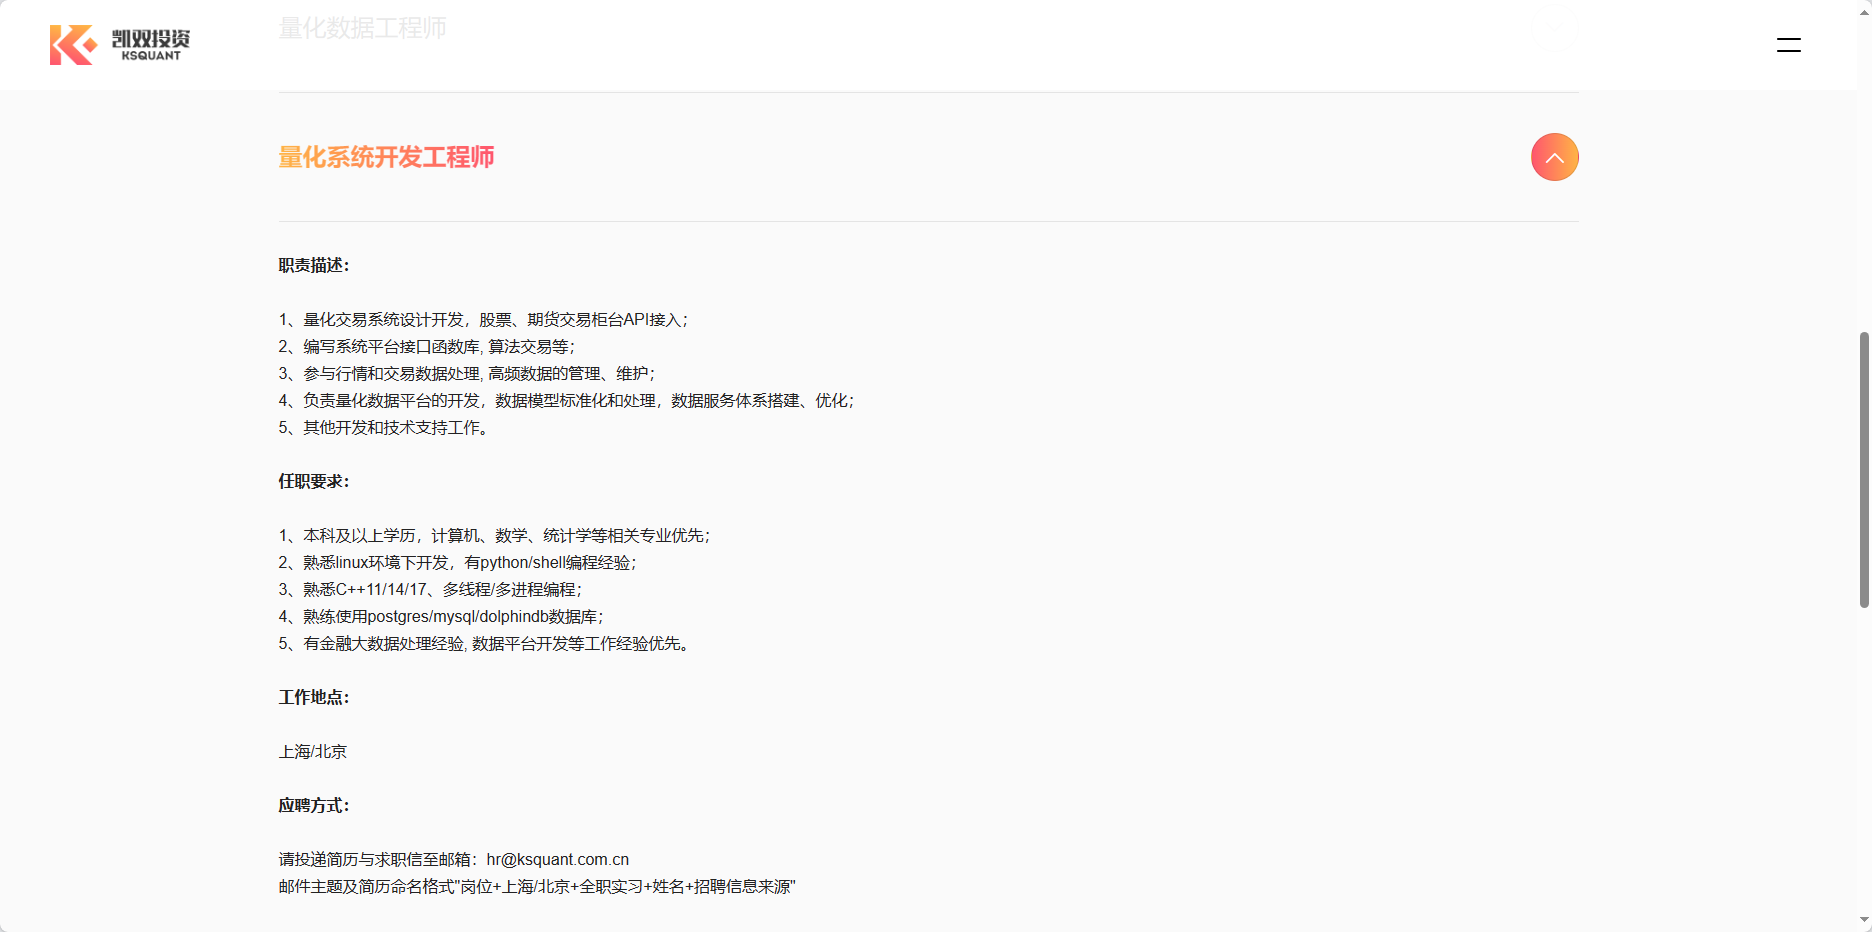 凯双投资
KSQUANT
量化数据工程师
量化系统开发工程师
职责描述：
1、量化交易系统设计开发，股票、期货交易柜台API接入；
2、编写系统平台接口函数库, 算法交易等；
3、参与行情和交易数据处理, 高频数据的管理、维护；
4、负责量化数据平台的开发，数据模型标准化和处理，数据服务体系搭建、优化；
5、其他开发和技术支持工作。
任职要求：
1、本科及以上学历，计算机、数学、统计学等相关专业优先；
2、熟悉linux环境下开发，有python/shell编程经验；
3、熟悉C++11/14/17、多线程/多进程编程；
4、熟练使用postgres/mysql/dolphindb数据库；
5、有金融大数据处理经验, 数据平台开发等工作经验优先。
工作地点：
上海/北京
应聘方式：
请投递简历与求职信至邮箱：hr@ksquant.com.cn
邮件主题及简历命名格式"岗位+上海/北京+全职实习+姓名+招聘信息来源"